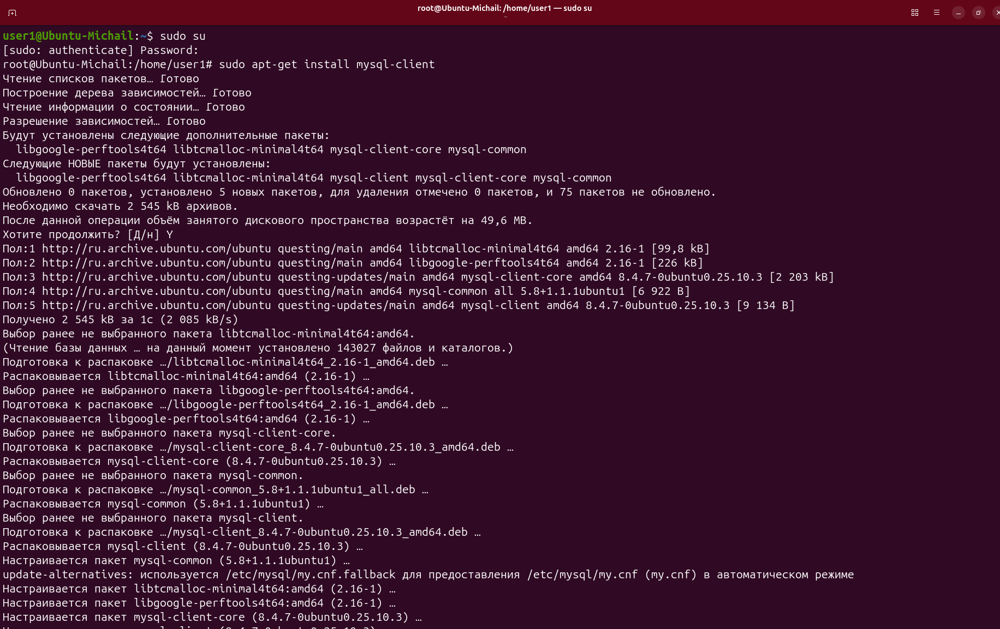 root@Ubuntu-Michail: /home/user1 — sudo su
~
user1@Ubuntu-Michail:~$ sudo su
[sudo: authenticate] Password:
root@Ubuntu-Michail:/home/user1# sudo apt-get install mysql-client
Чтение списков пакетов… Готово
Построение дерева зависимостей… Готово
Чтение информации о состоянии… Готово
Разрешение зависимостей… Готово
Будут установлены следующие дополнительные пакеты:
  libgoogle-perftools4t64 libtcmalloc-minimal4t64 mysql-client-core mysql-common
Следующие НОВЫЕ пакеты будут установлены:
  libgoogle-perftools4t64 libtcmalloc-minimal4t64 mysql-client mysql-client-core mysql-common
Обновлено 0 пакетов, установлено 5 новых пакетов, для удаления отмечено 0 пакетов, и 75 пакетов не обновлено.
Необходимо скачать 2 545 kB архивов.
После данной операции объём занятого дискового пространства возрастёт на 49,6 MB.
Хотите продолжить? [Д/н] Y
Пол:1 http://ru.archive.ubuntu.com/ubuntu questing/main amd64 libtcmalloc-minimal4t64 amd64 2.16-1 [99,8 kB]
Пол:2 http://ru.archive.ubuntu.com/ubuntu questing/main amd64 libgoogle-perftools4t64 amd64 2.16-1 [226 kB]
Пол:3 http://ru.archive.ubuntu.com/ubuntu questing-updates/main amd64 mysql-client-core amd64 8.4.7-0ubuntu0.25.10.3 [2 203 kB]
Пол:4 http://ru.archive.ubuntu.com/ubuntu questing/main amd64 mysql-common all 5.8+1.1.1ubuntu1 [6 922 B]
Пол:5 http://ru.archive.ubuntu.com/ubuntu questing-updates/main amd64 mysql-client amd64 8.4.7-0ubuntu0.25.10.3 [9 134 B]
Получено 2 545 kB за 1с (2 085 kB/s)
Выбор ранее не выбранного пакета libtcmalloc-minimal4t64:amd64.
(Чтение базы данных … на данный момент установлено 143027 файлов и каталогов.)
Подготовка к распаковке …/libtcmalloc-minimal4t64_2.16-1_amd64.deb …
Распаковывается libtcmalloc-minimal4t64:amd64 (2.16-1) …
Выбор ранее не выбранного пакета libgoogle-perftools4t64:amd64.
Подготовка к распаковке …/libgoogle-perftools4t64_2.16-1_amd64.deb …
Распаковывается libgoogle-perftools4t64:amd64 (2.16-1) …
Выбор ранее не выбранного пакета mysql-client-core.
Подготовка к распаковке …/mysql-client-core_8.4.7-0ubuntu0.25.10.3_amd64.deb …
Распаковывается mysql-client-core (8.4.7-0ubuntu0.25.10.3) …
Выбор ранее не выбранного пакета mysql-common.
Подготовка к распаковке …/mysql-common_5.8+1.1.1ubuntu1_all.deb …
Распаковывается mysql-common (5.8+1.1.1ubuntu1) …
Выбор ранее не выбранного пакета mysql-client.
Подготовка к распаковке …/mysql-client_8.4.7-0ubuntu0.25.10.3_amd64.deb …
Распаковывается mysql-client (8.4.7-0ubuntu0.25.10.3) …
Настраивается пакет mysql-common (5.8+1.1.1ubuntu1) …
update-alternatives: используется /etc/mysql/my.cnf.fallback для предоставления /etc/mysql/my.cnf (my.cnf) в автоматическом режиме
Настраивается пакет libtcmalloc-minimal4t64:amd64 (2.16-1) …
Настраивается пакет libgoogle-perftools4t64:amd64 (2.16-1) …
Настраивается пакет mysql-client-core (8.4.7-0ubuntu0.25.10.3) …